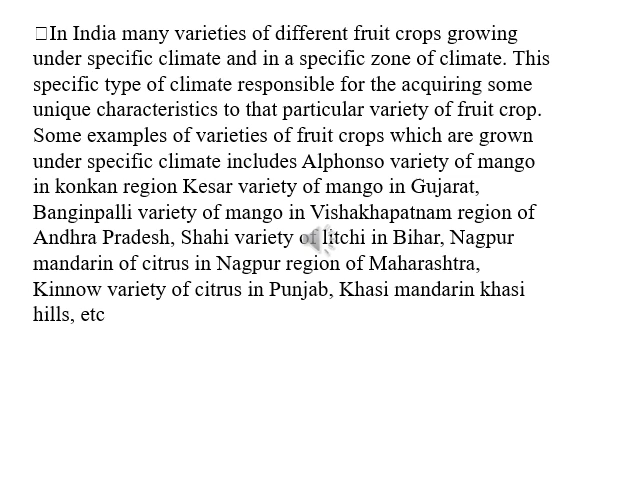 In India many varieties of different fruit crops growing
under specific climate and in a specific zone of climate. This
specific type of climate responsible for the acquiring some
unique characteristics to that particular variety of fruit crop.
Some examples of varieties of fruit crops which are grown
under specific climate includes Alphonso variety of mango
in konkan region Kesar variety of mango in Gujarat,
Banginpalli variety of mango in Vishakhapatnam region of
Andhra Pradesh, Shahi variety of litchi in Bihar, Nagpur
mandarin of citrus in Nagpur region of Maharashtra,
Kinnow variety of citrus in Punjab, Khasi mandarin khasi
hills, etc